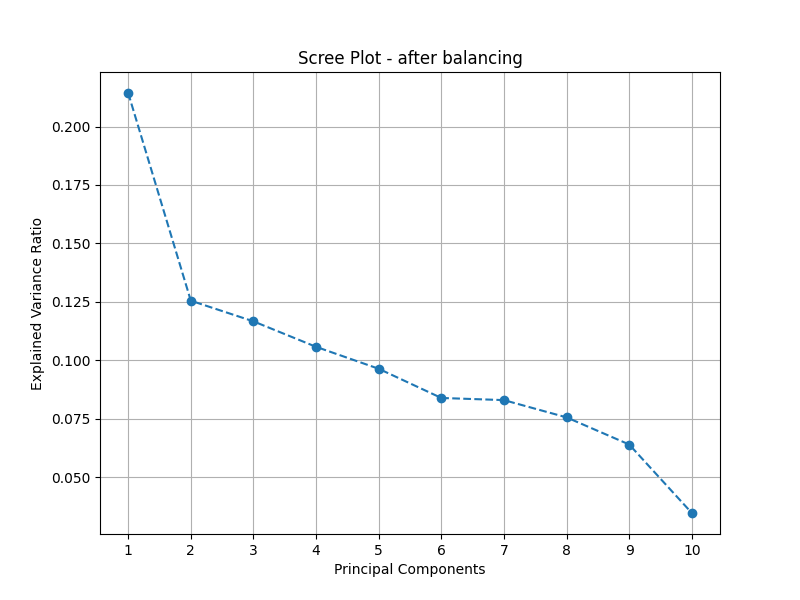 Scree Plot - after balancing
0.200
0.175
0.150
0.125
0.100
0.075
0.050
Explained Variance Ratio
1 2 3 4 5 6 7 8 9 10
Principal Components